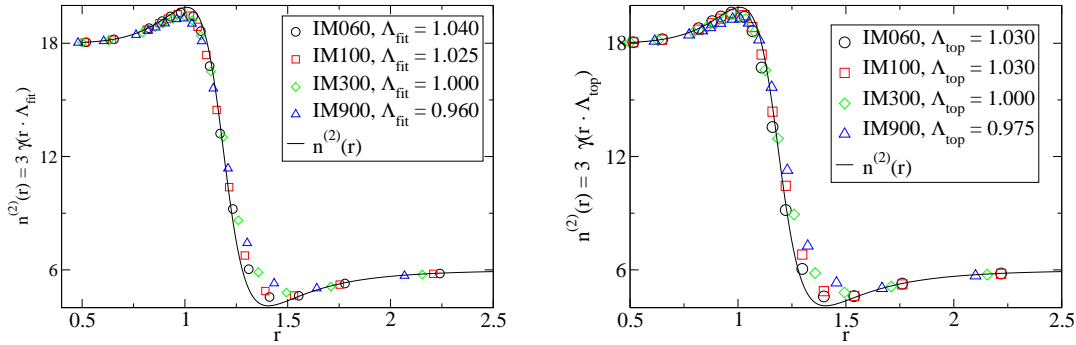 n⁽²⁾(r) = 3 γ(r · Λ_fit)
18
12
6
0.5
1
1.5
2
2.5
r
IM060, Λ_fit = 1.040
IM100, Λ_fit = 1.025
IM300, Λ_fit = 1.000
IM900, Λ_fit = 0.960
n⁽²⁾(r)
n⁽²⁾(r) = 3 γ(r · Λ_top)
18
12
6
0.5
1
1.5
2
2.5
r
IM060, Λ_top = 1.030
IM100, Λ_top = 1.030
IM300, Λ_top = 1.000
IM900, Λ_top = 0.975
n⁽²⁾(r)